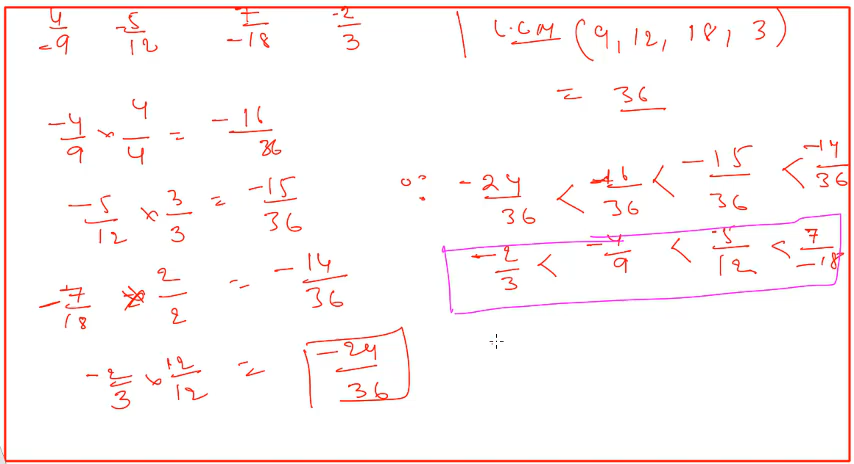 4/-9 -5/12 7/-18 -2/3
L.C.M (9, 12, 18, 3)
= 36
-4/9 × 4/4 = -16/36
-5/12 × 3/3 = -15/36
-7/18 × 2/2 = -14/36
-2/3 × 12/12 = -24/36
∴ -24/36 < -16/36 < -15/36 < -14/36
-2/3 < -4/9 < -5/12 < 7/-18